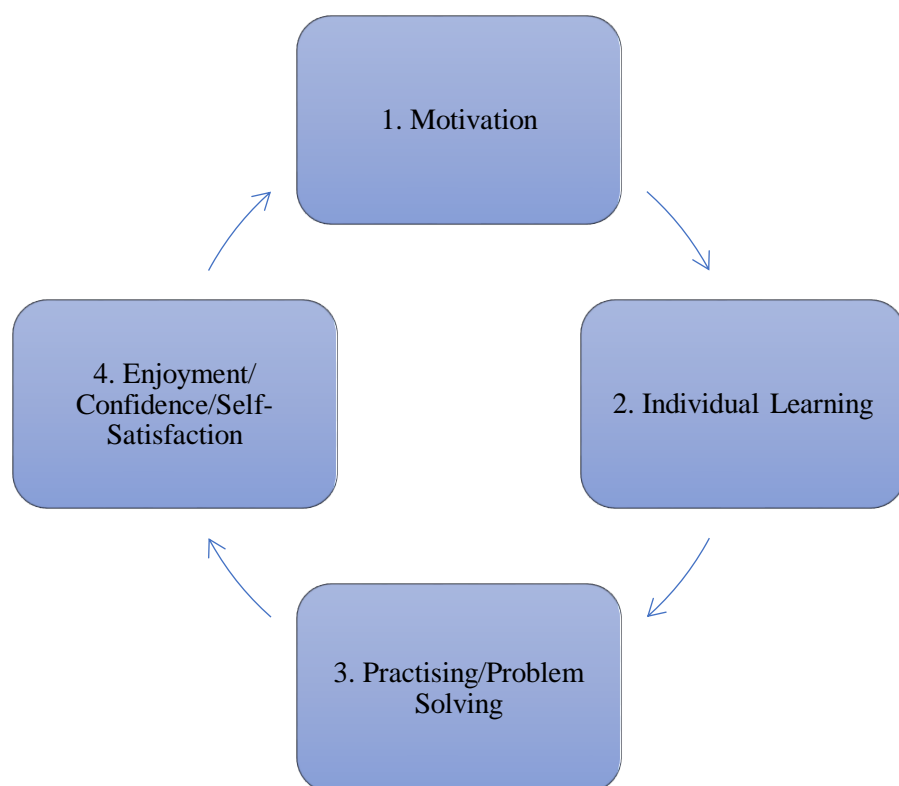 1. Motivation
2. Individual Learning
3. Practising/Problem
Solving
4. Enjoyment/
Confidence/Self-
Satisfaction